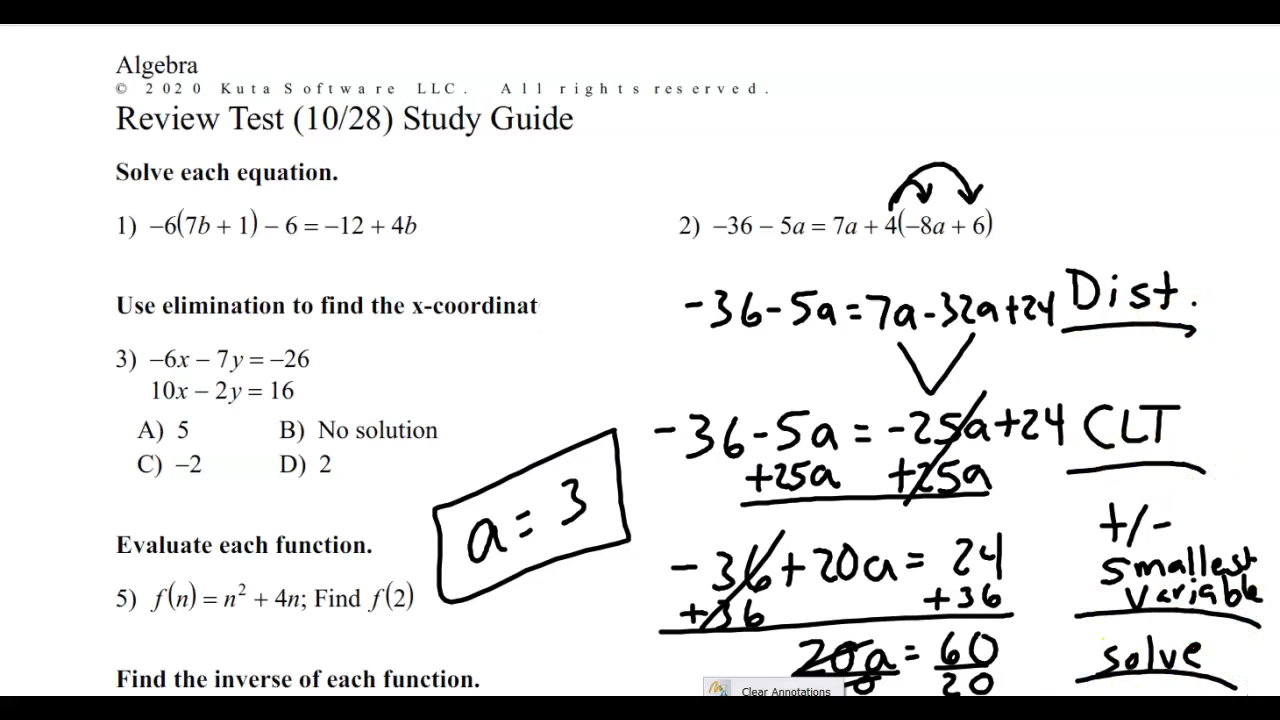 Algebra
© 2020 Kuta Software LLC. All rights reserved.
Review Test (10/28) Study Guide
Solve each equation.
1) −6(7b + 1) − 6 = −12 + 4b
2) −36 − 5a = 7a + 4(−8a + 6)
-36-5a=7a-32a+24 Dist.
Use elimination to find the x-coordinat
3) −6x − 7y = −26
10x − 2y = 16
A) 5 B) No solution
C) −2 D) 2
-36-5a=-25a+24 CLT
+25a +25a
a=3
+/-
smallest
variable
Evaluate each function.
5) f(n) = n² + 4n; Find f(2)
-36+20a=24
+36 +36
20a=60
20
solve
Find the inverse of each function.
Clear Annotations